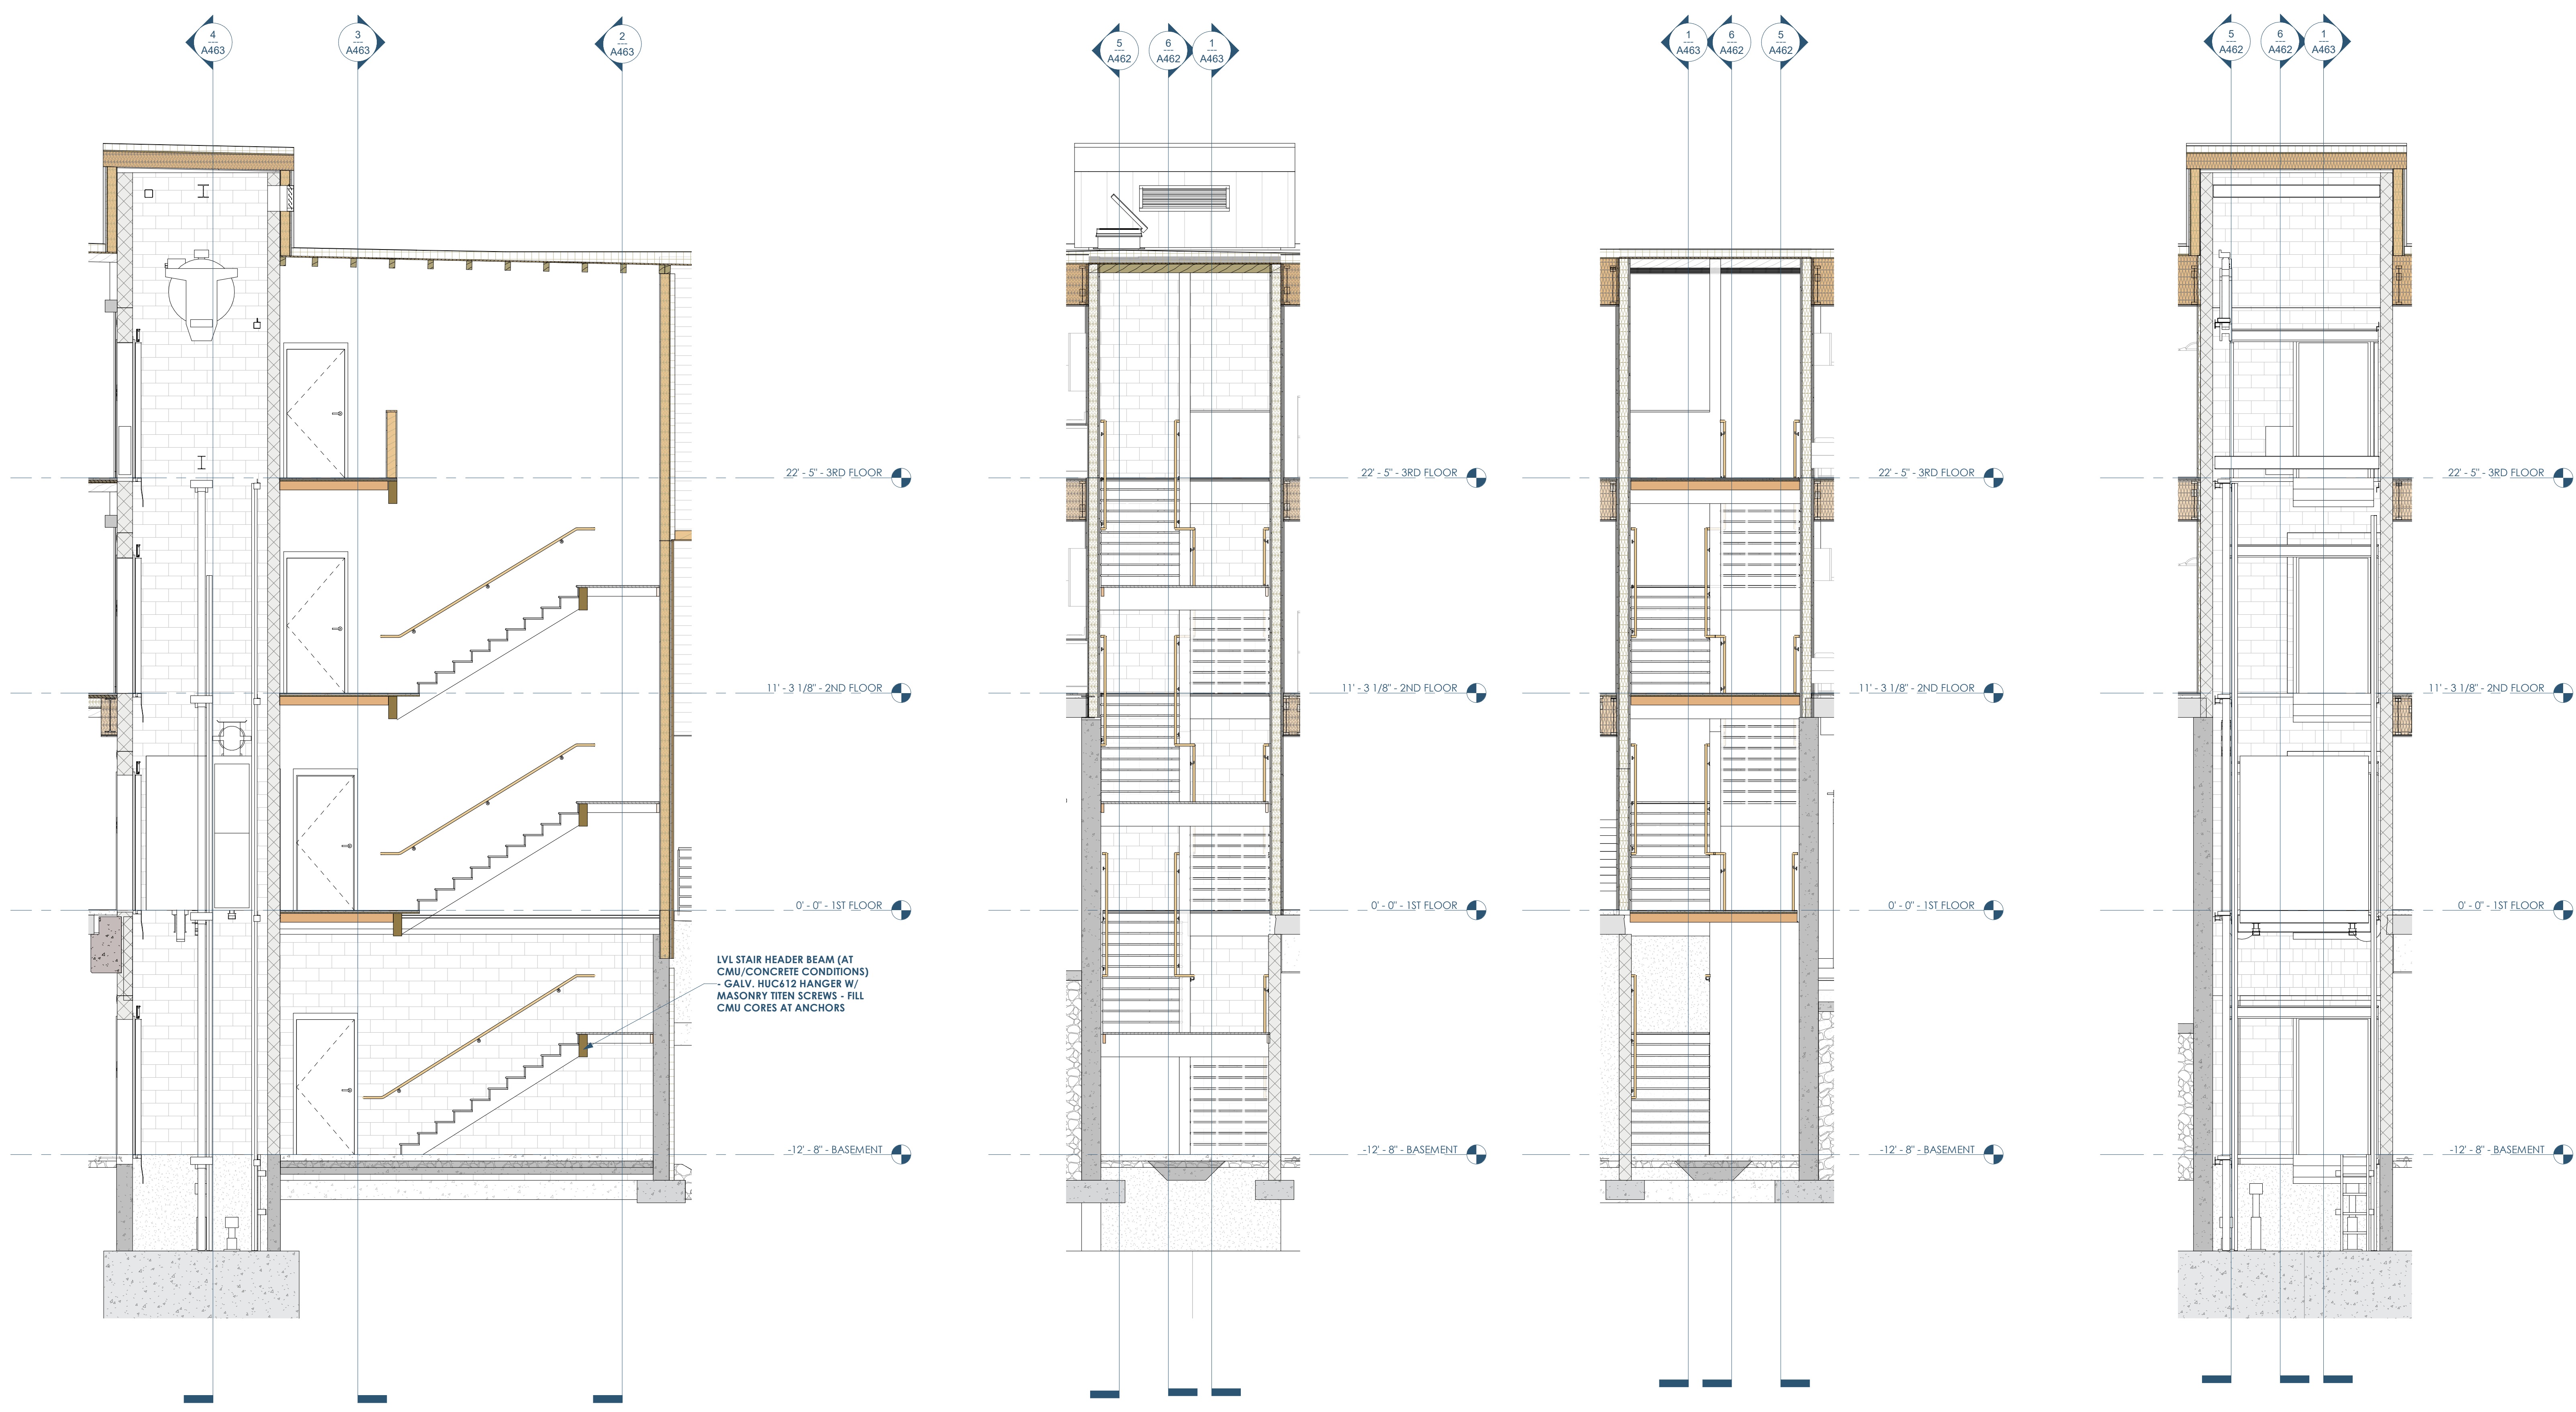 4
---
A463
3
---
A463
2
---
A463
5
---
A462
6
---
A462
1
---
A463
1
---
A463
6
---
A462
5
---
A462
5
---
A462
6
---
A462
1
---
A463
22' - 5" - 3RD FLOOR
22' - 5" - 3RD FLOOR
22' - 5" - 3RD FLOOR
22' - 5" - 3RD FLOOR
11' - 3 1/8" - 2ND FLOOR
11' - 3 1/8" - 2ND FLOOR
11' - 3 1/8" - 2ND FLOOR
11' - 3 1/8" - 2ND FLOOR
0' - 0" - 1ST FLOOR
0' - 0" - 1ST FLOOR
0' - 0" - 1ST FLOOR
0' - 0" - 1ST FLOOR
LVL STAIR HEADER BEAM (AT
CMU/CONCRETE CONDITIONS)
- GALV. HUC612 HANGER W/
MASONRY TITEN SCREWS - FILL
CMU CORES AT ANCHORS
-12' - 8" - BASEMENT
-12' - 8" - BASEMENT
-12' - 8" - BASEMENT
-12' - 8" - BASEMENT